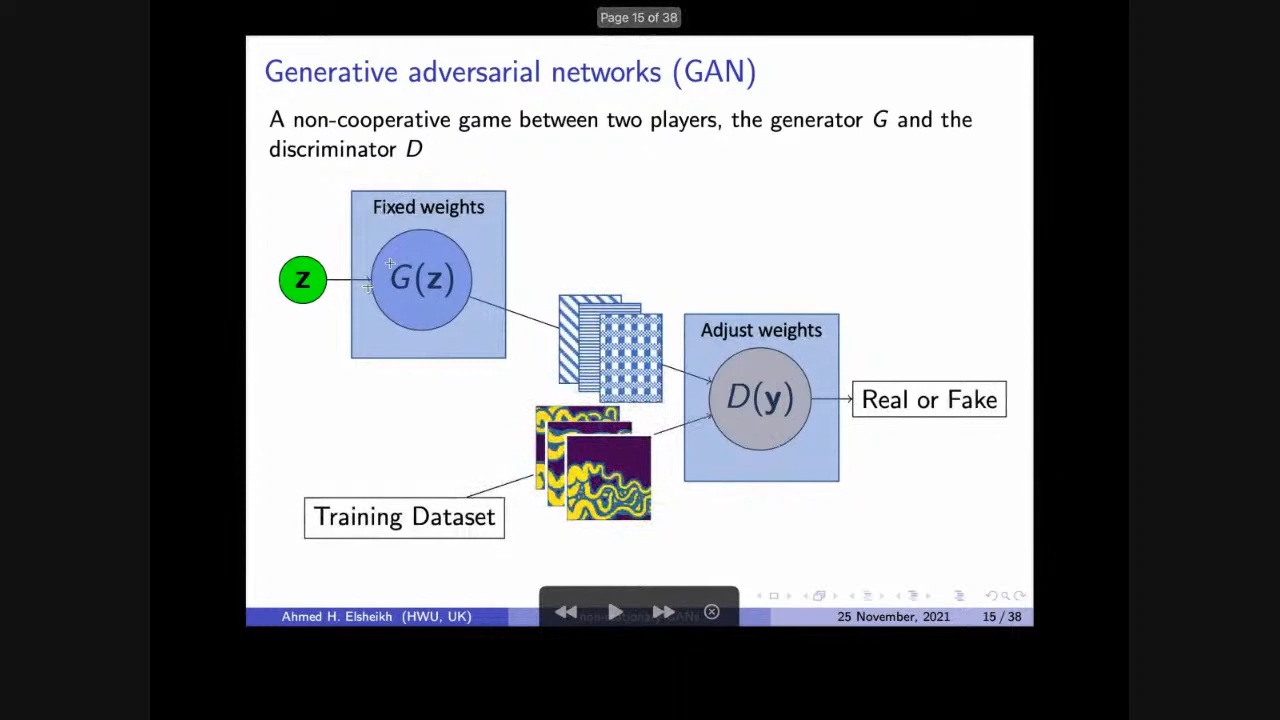 Page 15 of 38
Generative adversarial networks (GAN)
A non-cooperative game between two players, the generator G and the
discriminator D
Fixed weights
z
G(z)
Adjust weights
D(y)
Real or Fake
Training Dataset
Ahmed H. Elsheikh (HWU, UK)
GANs
25 November, 2021
15 / 38